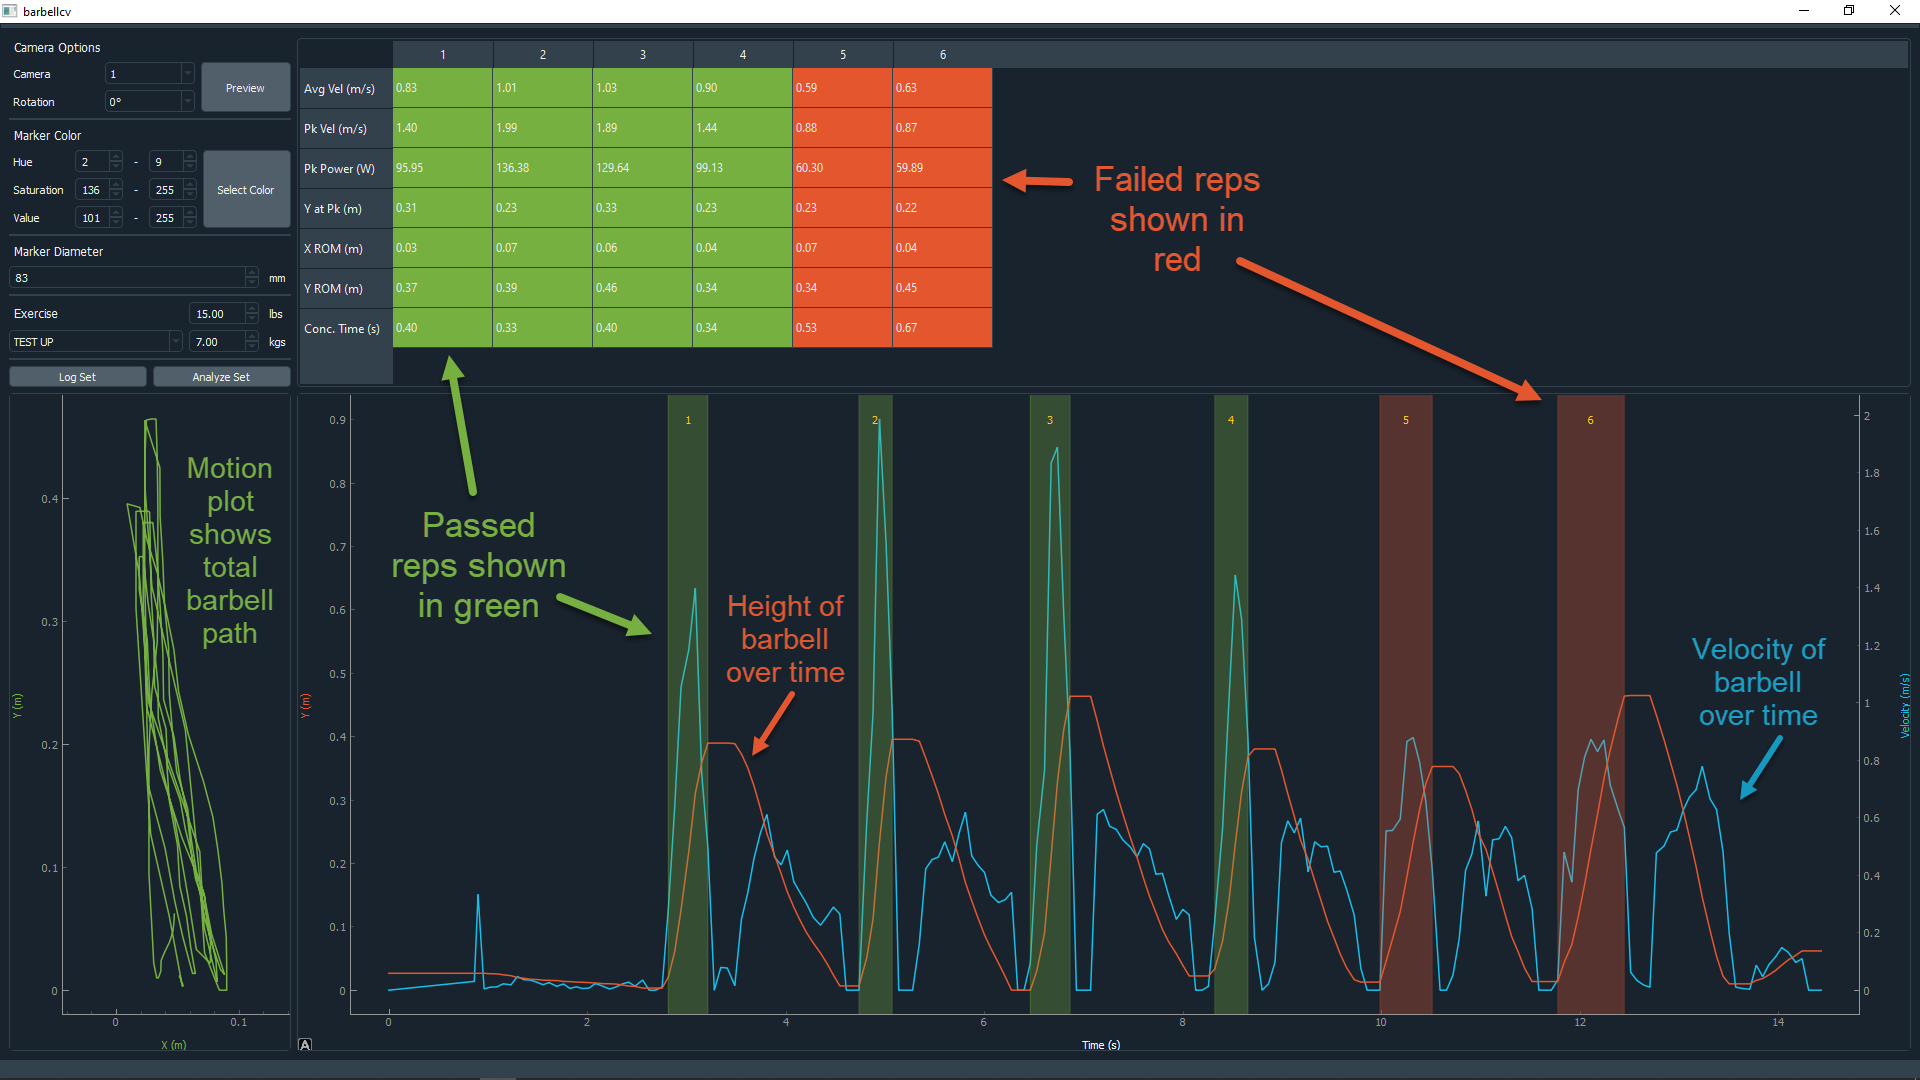 barbellcv
Camera Options
Camera 1
Rotation 0°
Preview
Marker Color
Hue 2 - 9
Saturation 136 - 255
Value 101 - 255
Select Color
Marker Diameter
83 mm
Exercise 15.00 lbs
TEST UP 7.00 kgs
Log Set Analyze Set
1 2 3 4 5 6
Avg Vel (m/s) 0.83 1.01 1.03 0.90 0.59 0.63
Pk Vel (m/s) 1.40 1.99 1.89 1.44 0.88 0.87
Pk Power (W) 95.95 136.38 129.64 99.13 60.30 59.89
Y at Pk (m) 0.31 0.23 0.33 0.23 0.23 0.22
X ROM (m) 0.03 0.07 0.06 0.04 0.07 0.04
Y ROM (m) 0.37 0.39 0.46 0.34 0.34 0.45
Conc. Time (s) 0.40 0.33 0.40 0.34 0.53 0.67
Failed reps
shown in
red
Motion
plot
shows
total
barbell
path
0.4
0.3
0.2
0.1
0
Y (m)
0 0.1
X (m)
Passed
reps shown
in green
Height of
barbell
over time
Velocity of
barbell
over time
1 2 3 4 5 6
0.9
0.8
0.7
0.6
0.5
0.4
0.3
0.2
0.1
0
Y (m)
2
1.8
1.6
1.4
1.2
1
0.8
0.6
0.4
0.2
0
Velocity (m/s)
0 2 4 6 8 10 12 14
A
Time (s)